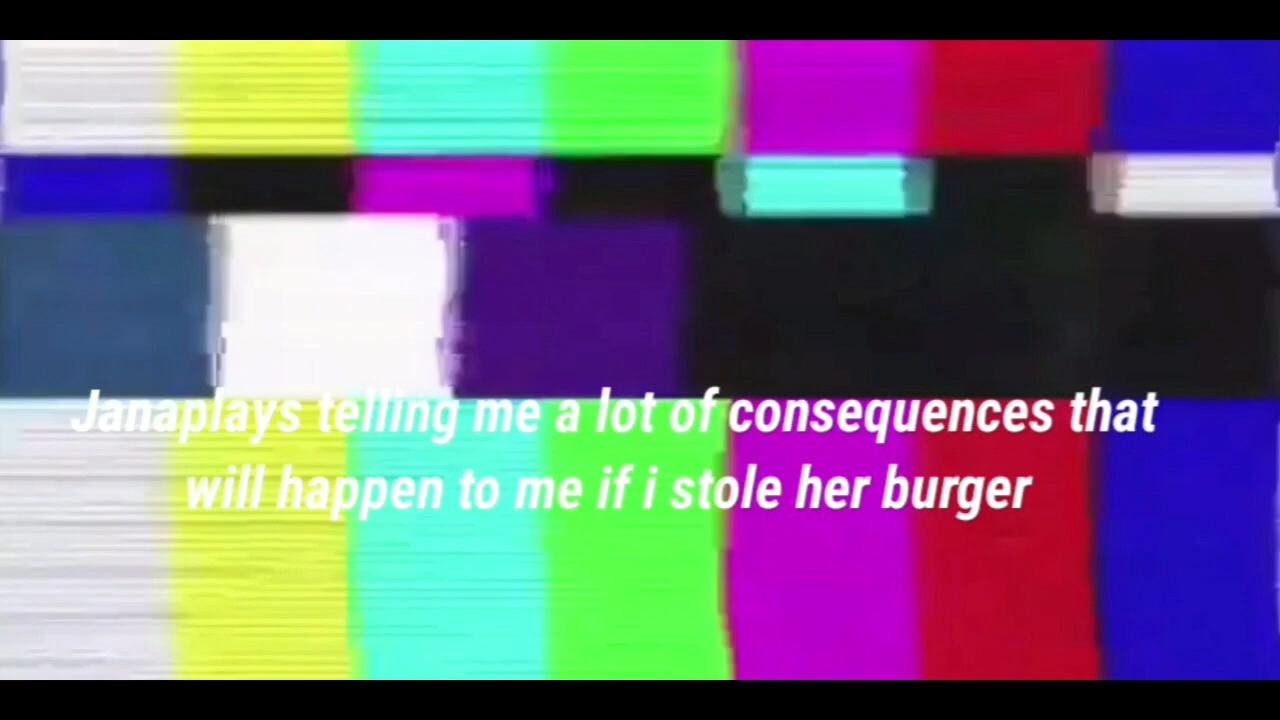 Janaplays telling me a lot of consequences that
will happen to me if i stole her burger